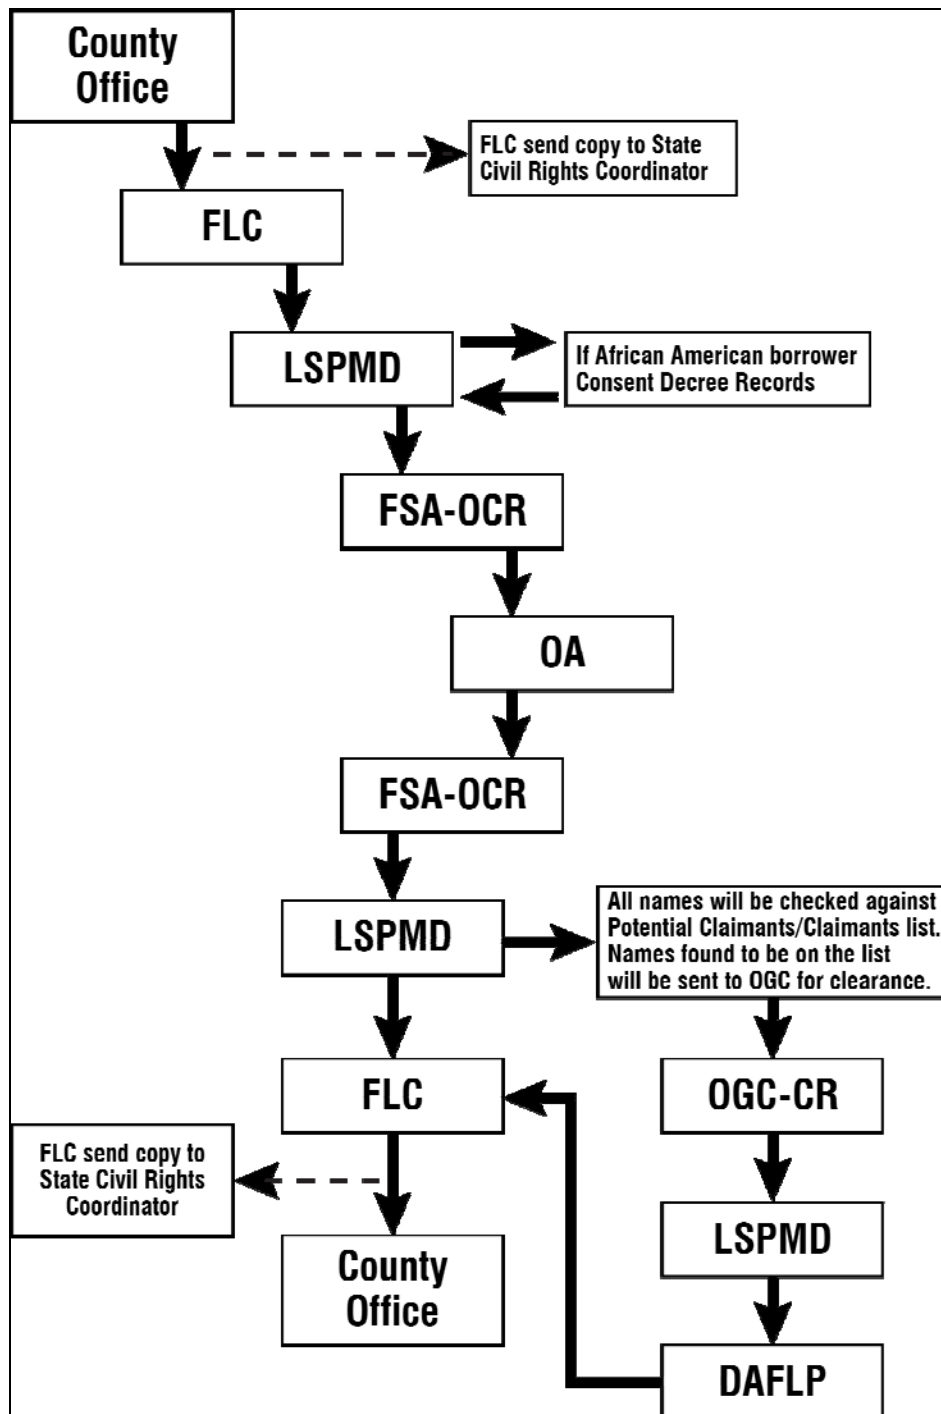 County
Office
FLC send copy to State
Civil Rights Coordinator
FLC
LSPMD
If African American borrower
Consent Decree Records
FSA-OCR
OA
FSA-OCR
LSPMD
All names will be checked against
Potential Claimants/Claimants list.
Names found to be on the list
will be sent to OGC for clearance.
FLC
OGC-CR
FLC send copy to
State Civil Rights
Coordinator
LSPMD
County
Office
DAFLP